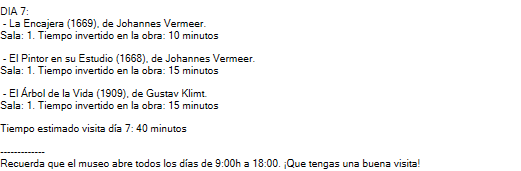 DIA 7:
- La Encajera (1669), de Johannes Vermeer.
Sala: 1. Tiempo invertido en la obra: 10 minutos
- El Pintor en su Estudio (1668), de Johannes Vermeer.
Sala: 1. Tiempo invertido en la obra: 15 minutos
- El Árbol de la Vida (1909), de Gustav Klimt.
Sala: 1. Tiempo invertido en la obra: 15 minutos
Tiempo estimado visita día 7: 40 minutos
-------------
Recuerda que el museo abre todos los días de 9:00h a 18:00. ¡Que tengas una buena visita!